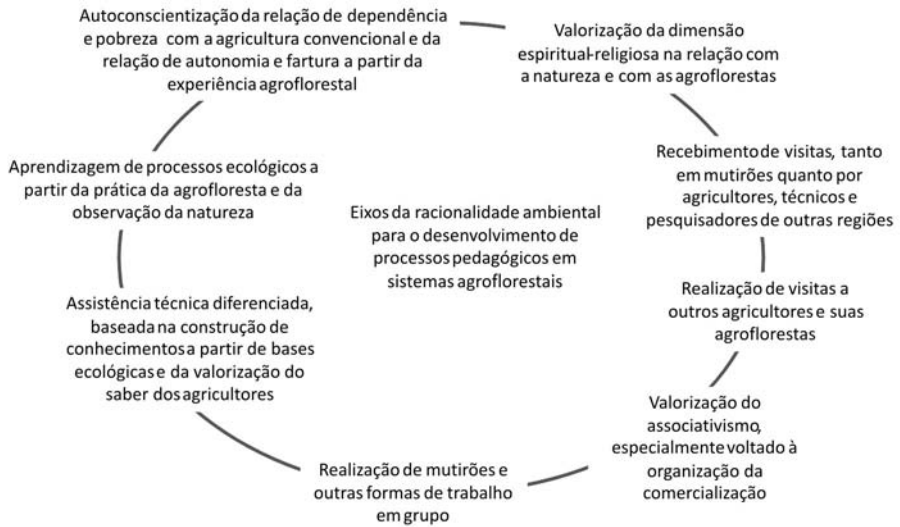 Autoconscientização da relação de dependência
e pobreza com a agricultura convencional e da
relação de autonomia e fartura a partir da
experiência agroflorestal
Valorização da dimensão
espiritual-religiosa na relação com
a natureza e com as agroflorestas
Recebimento de visitas, tanto
em mutirões quanto por
agricultores, técnicos e
pesquisadores de outras regiões
Realização de visitas a
outros agricultores e suas
agroflorestas
Valorização do
associativismo,
especialmente voltado à
organização da
comercialização
Realização de mutirões e
outras formas de trabalho
em grupo
Assistência técnica diferenciada,
baseada na construção de
conhecimentos a partir de bases
ecológicas e da valorização do
saber dos agricultores
Aprendizagem de processos ecológicos a
partir da prática da agrofloresta e da
observação da natureza
Eixos da racionalidade ambiental
para o desenvolvimento de
processos pedagógicos em
sistemas agroflorestais